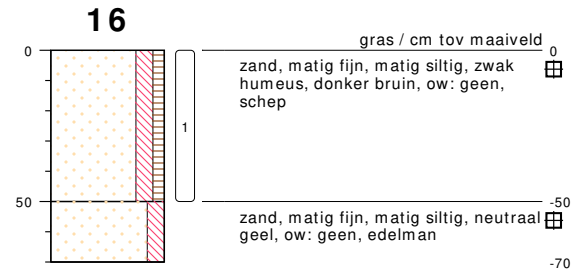 16
gras / cm tov maaiveld
0
0
zand, matig fijn, matig siltig, zwak
humeus, donker bruin, ow: geen,
schep
1
50
-50
zand, matig fijn, matig siltig, neutraal
geel, ow: geen, edelman
-70